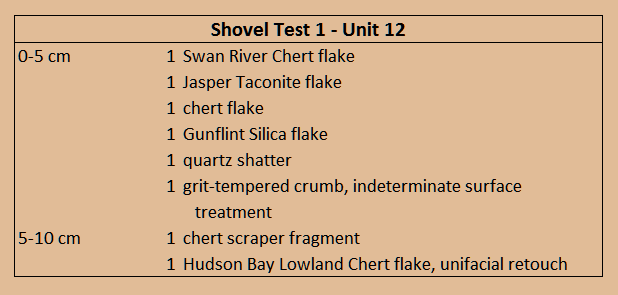 Shovel Test 1 - Unit 12
0-5 cm 1 Swan River Chert flake
1 Jasper Taconite flake
1 chert flake
1 Gunflint Silica flake
1 quartz shatter
1 grit-tempered crumb, indeterminate surface
treatment
5-10 cm 1 chert scraper fragment
1 Hudson Bay Lowland Chert flake, unifacial retouch